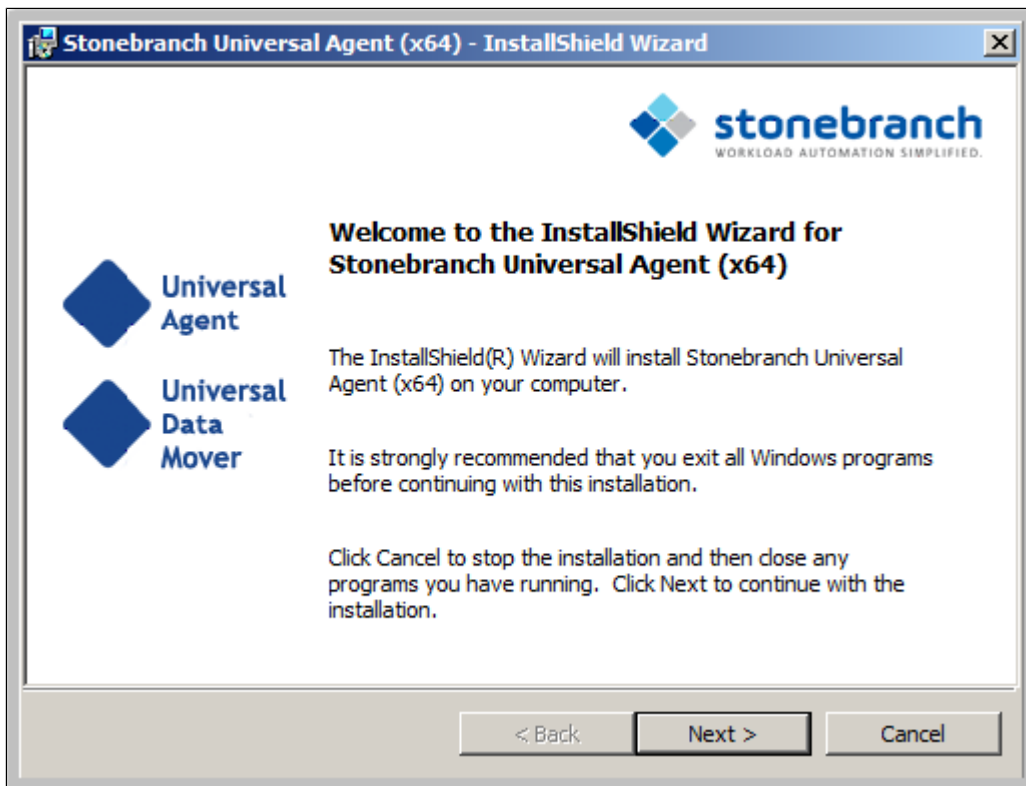 Stonebranch Universal Agent (x64) - InstallShield Wizard
stonebranch
WORKLOAD AUTOMATION SIMPLIFIED.
Welcome to the InstallShield Wizard for
Stonebranch Universal Agent (x64)
Universal
Agent
Universal
Data
Mover
The InstallShield(R) Wizard will install Stonebranch Universal
Agent (x64) on your computer.
It is strongly recommended that you exit all Windows programs
before continuing with this installation.
Click Cancel to stop the installation and then close any
programs you have running.  Click Next to continue with the
installation.
< Back
Next >
Cancel